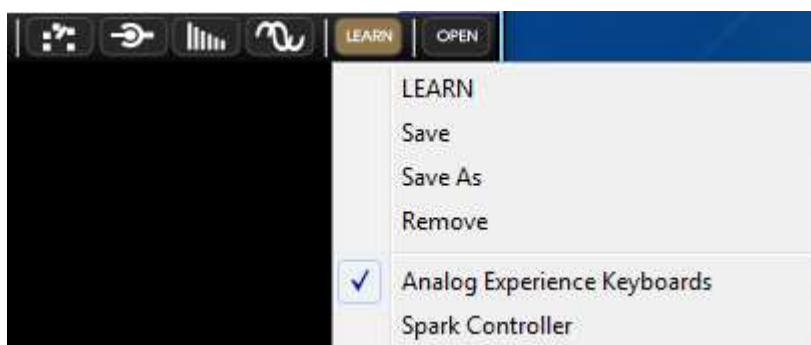 LEARN OPEN
LEARN
Save
Save As
Remove
Analog Experience Keyboards
Spark Controller